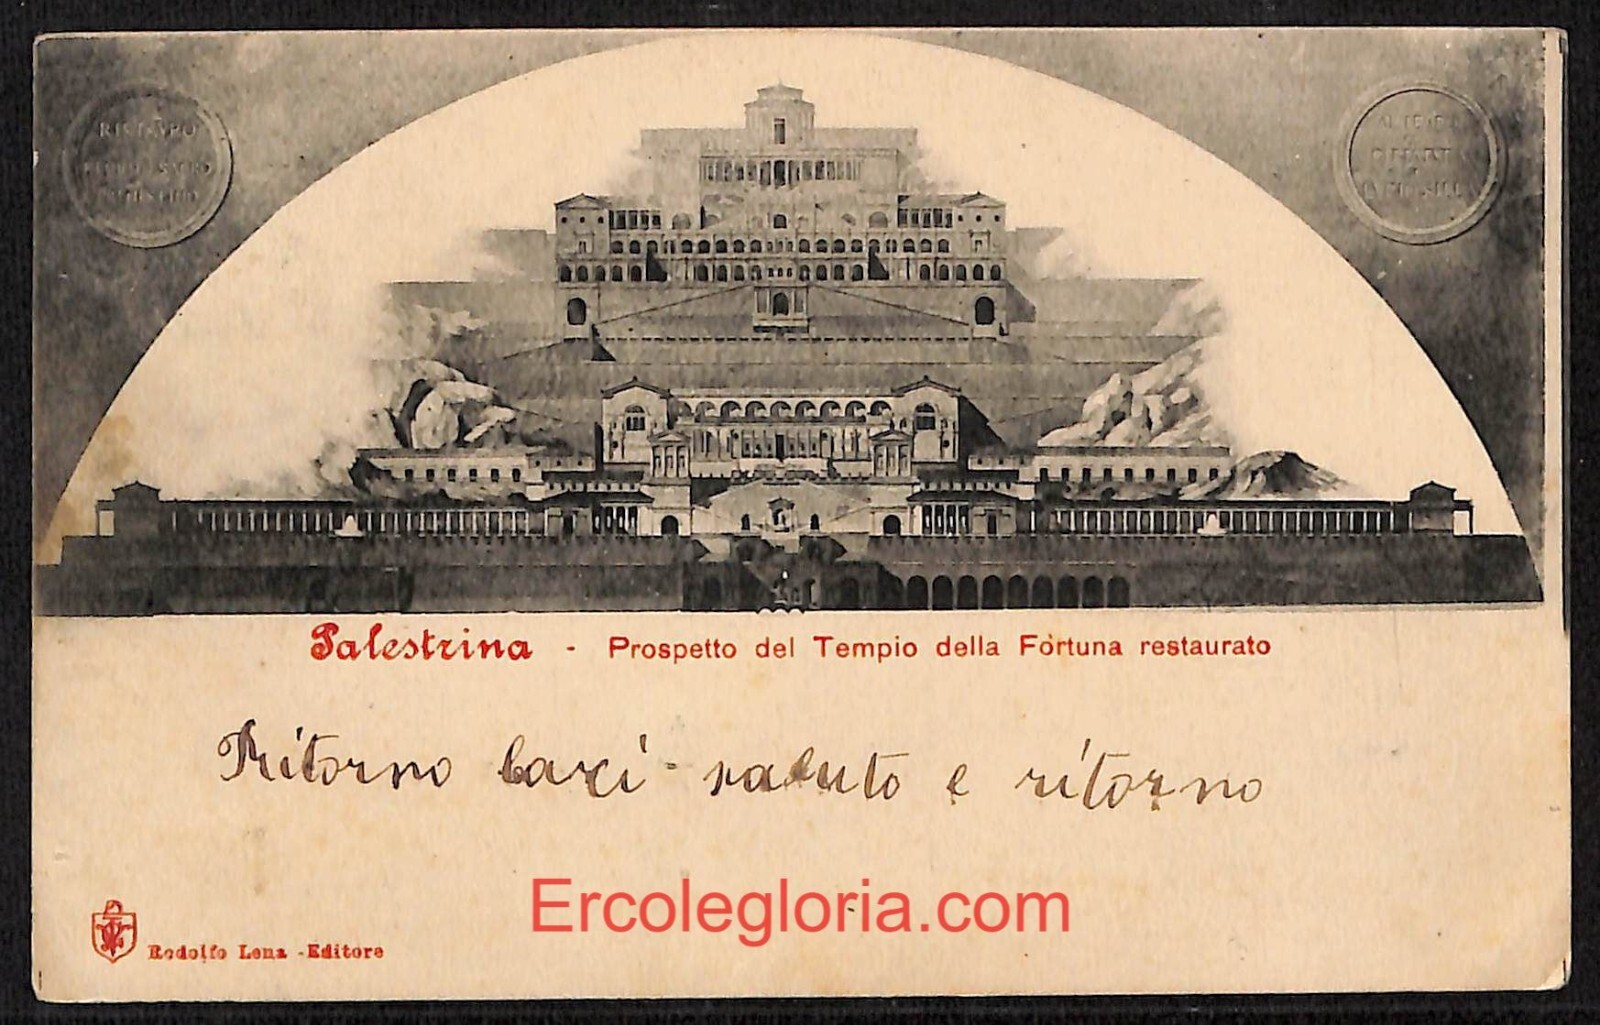 Palestrina - Prospetto del Tempio della Fortuna restaurato
Ritorno baci saluto e ritorno
Ercolegloria.com
Rodolfo Lena - Editore